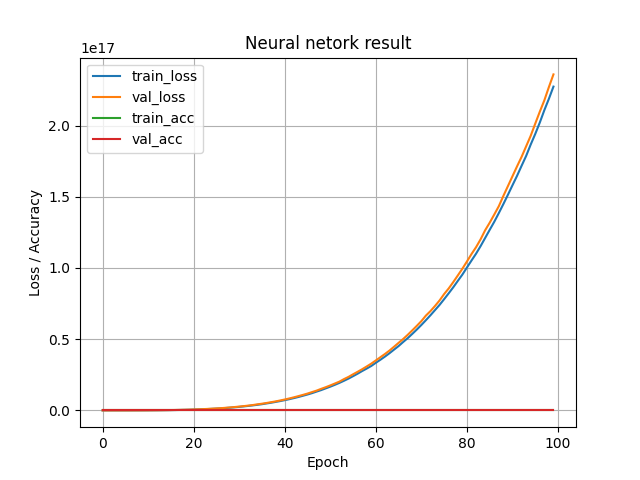 Neural netork result
1e17
train_loss
val_loss
train_acc
val_acc
2.0
1.5
1.0
0.5
0.0
Loss / Accuracy
0 20 40 60 80 100
Epoch